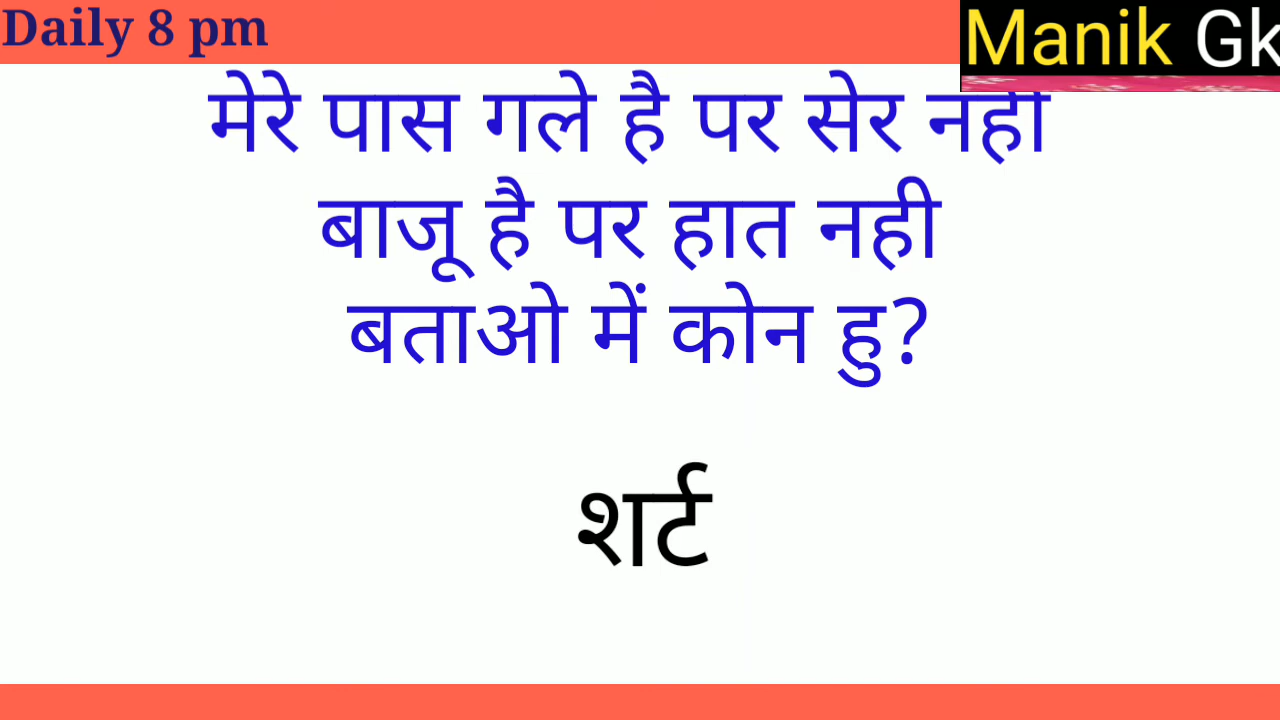 Daily 8 pm
Manik Gk
मेरे पास गले है पर सेर नही
बाजू है पर हात नही
बताओ में कोन हु?
शर्ट